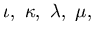 ι, κ, λ, μ,